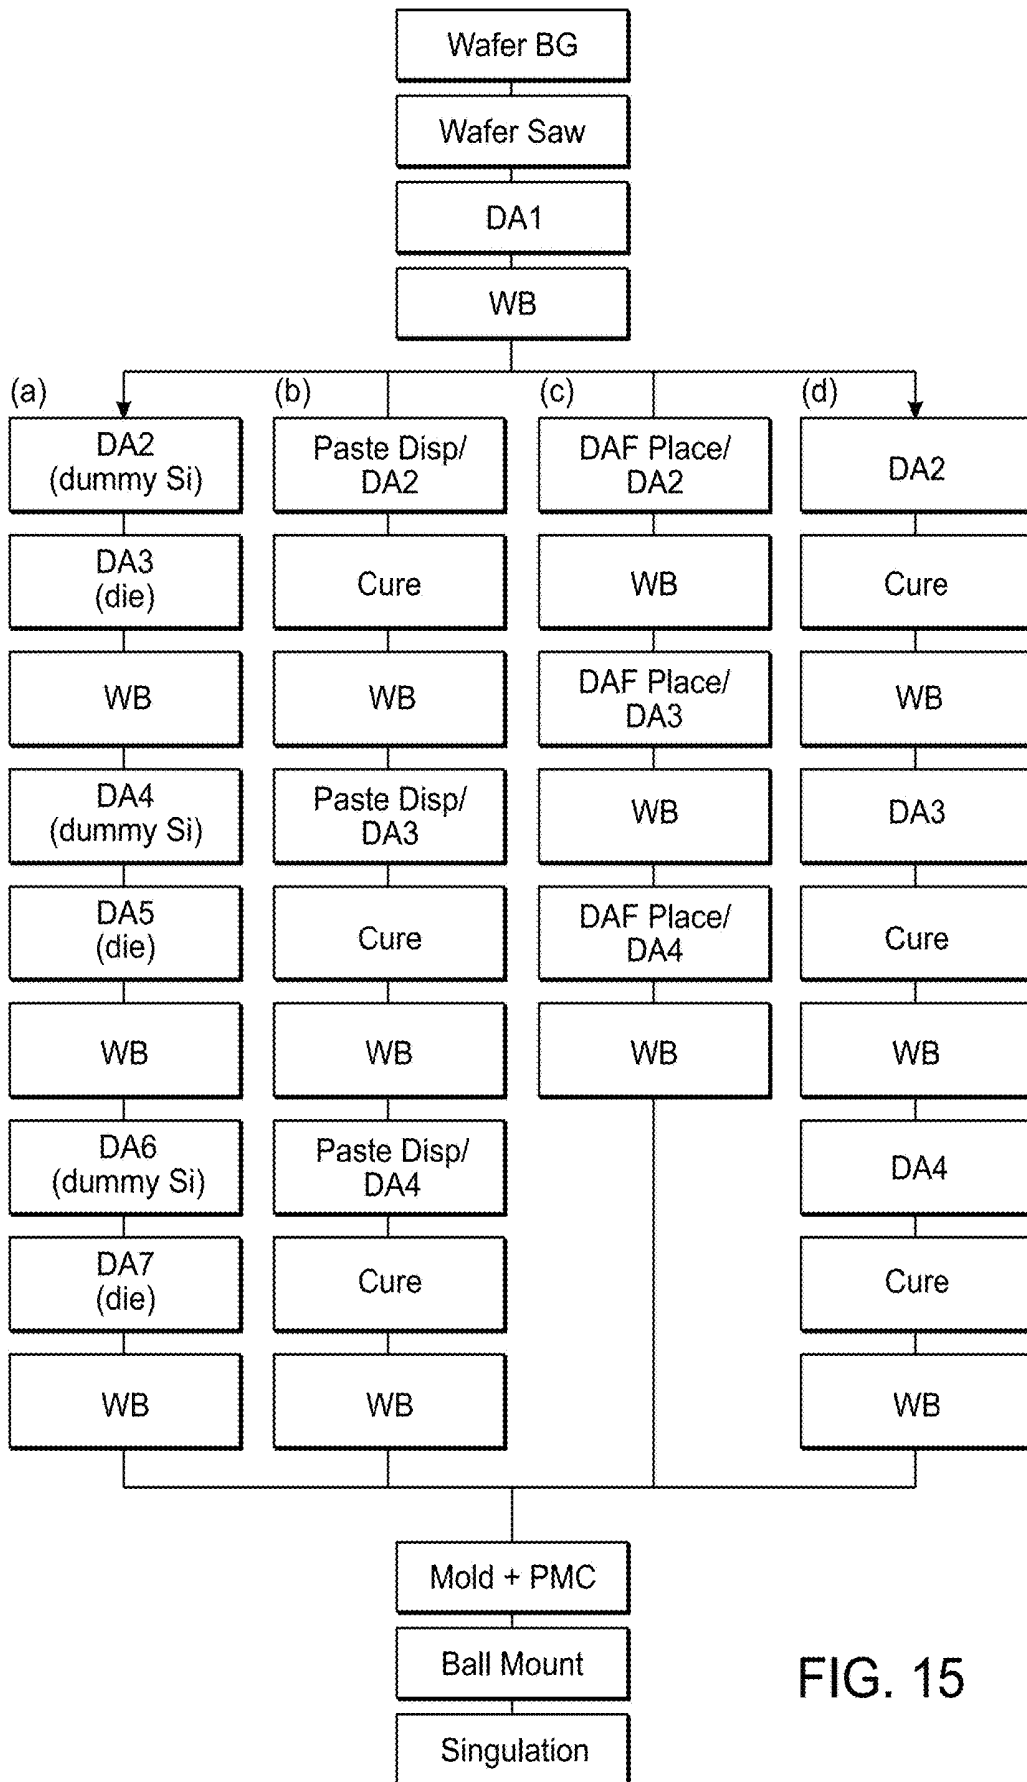 Wafer BG
Wafer Saw
DA1
WB
(a)
DA2
(dummy Si)
DA3
(die)
WB
DA4
(dummy Si)
DA5
(die)
WB
DA6
(dummy Si)
DA7
(die)
WB
(b)
Paste Disp/
DA2
Cure
WB
Paste Disp/
DA3
Cure
WB
Paste Disp/
DA4
Cure
WB
(c)
DAF Place/
DA2
WB
DAF Place/
DA3
WB
DAF Place/
DA4
WB
(d)
DA2
Cure
WB
DA3
Cure
WB
DA4
Cure
WB
Mold + PMC
Ball Mount
Singulation
FIG. 15